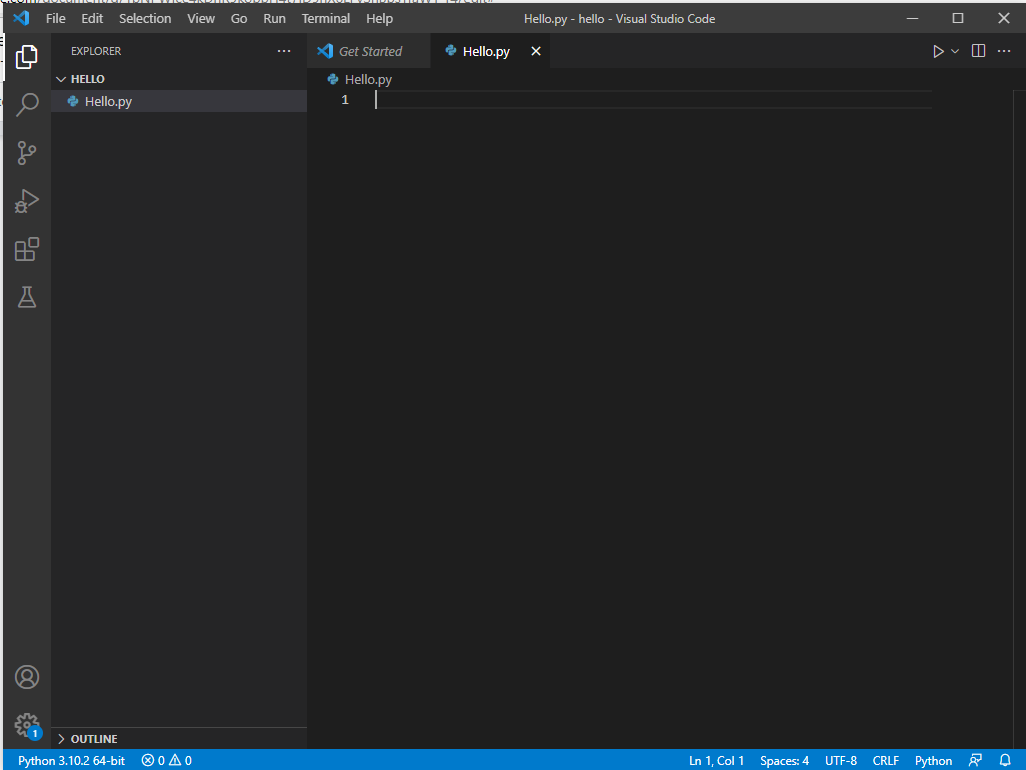 File Edit Selection View Go Run Terminal Help Hello.py - hello - Visual Studio Code
EXPLORER
Get Started
Hello.py
HELLO
Hello.py
Hello.py
1
OUTLINE
1
Python 3.10.2 64-bit 0 0 Ln 1, Col 1 Spaces: 4 UTF-8 CRLF Python